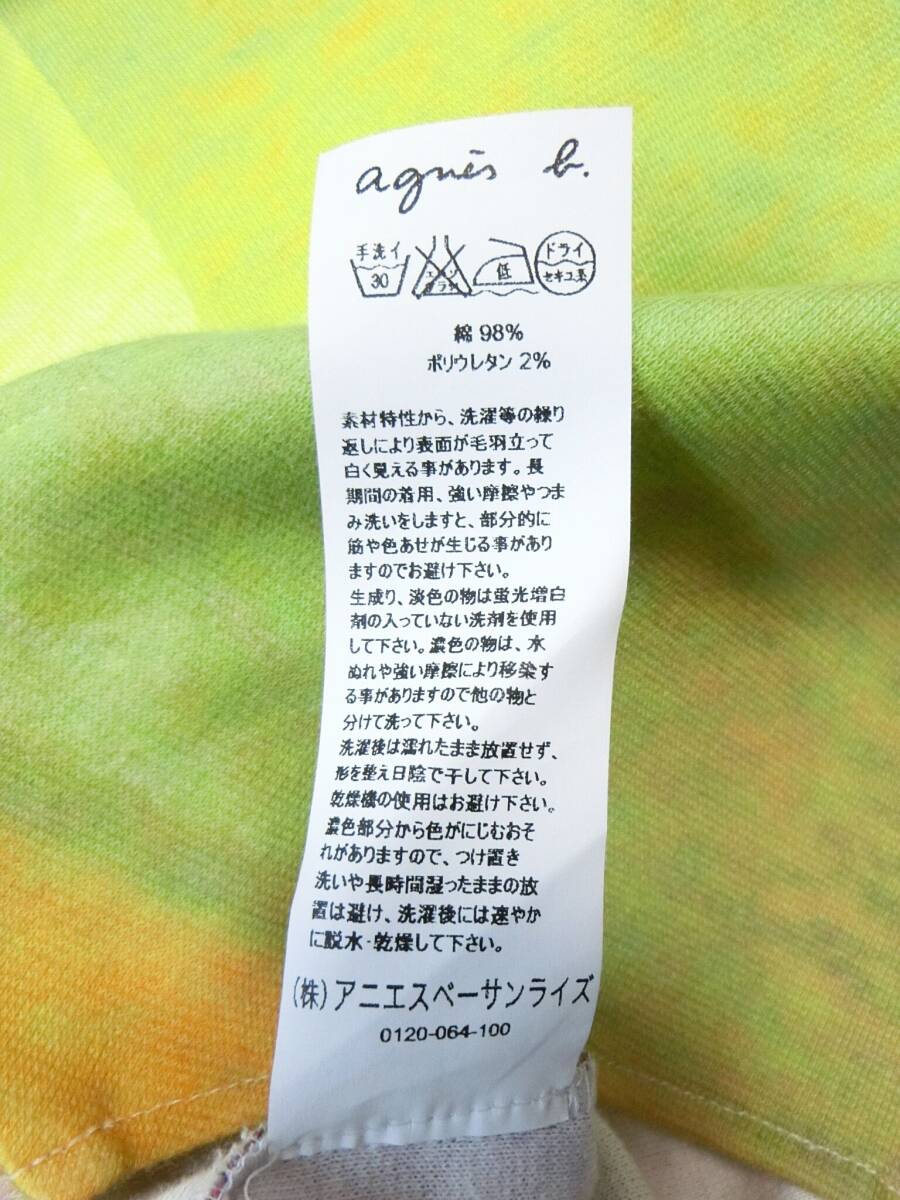 agnès b.
手洗イ
30
エンソサラシ
低
ドライ
セキユ系
綿 98%
ポリウレタン 2%
素材特性から、洗濯等の繰り
返しにより表面が毛羽立って
白く見える事があります。長
期間の着用、強い摩擦やつま
み洗いをしますと、部分的に
筋や色あせが生じる事があり
ますのでお避け下さい。
生成り、淡色の物は蛍光増白
剤の入っていない洗剤を使用
して下さい。濃色の物は、水
ぬれや強い摩擦により移染す
る事がありますので他の物と
分けて洗って下さい。
洗濯後は濡れたまま放置せず、
形を整え日陰で干して下さい。
乾燥機の使用はお避け下さい。
濃色部分から色がにじむおそ
れがありますので、つけ置き
洗いや長時間湿ったままの放
置は避け、洗濯後には速やか
に脱水・乾燥して下さい。
(株)アニエスベーサンライズ
0120-064-100